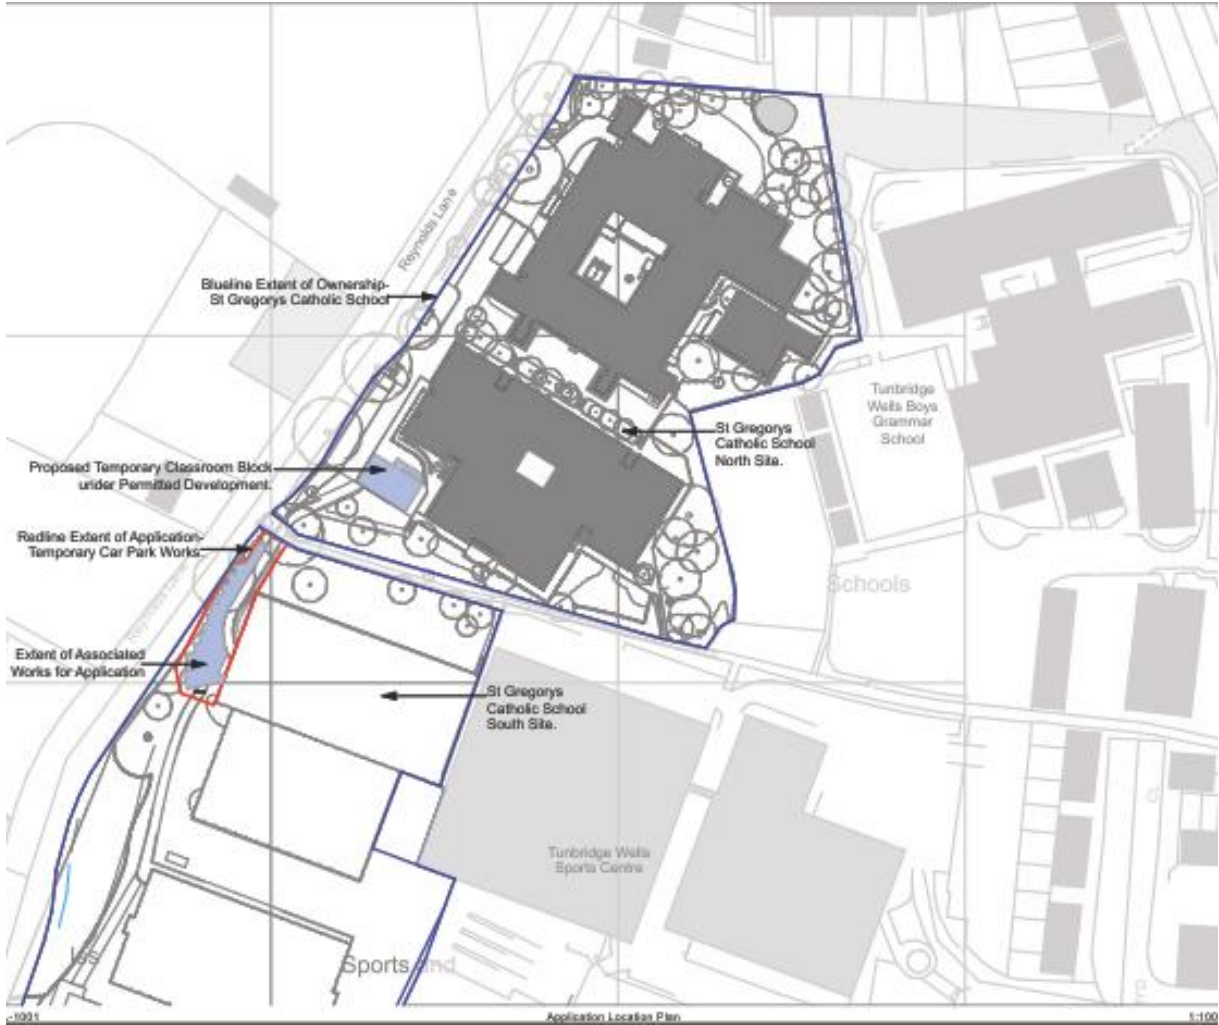 Reynolds Lane
Blueline Extent of Ownership-
St Gregorys Catholic School
Tunbridge
Wells Boys
Grammar
School
St Gregorys
Catholic School
North Site.
Proposed Temporary Classroom Block
under Permitted Development.
Redline Extent of Application-
Temporary Car Park Works.
Reynolds Lane
Schools
Extent of Associated
Works for Application
St Gregorys
Catholic School
South Site.
Tunbridge Wells
Sports Centre
Sports and
-1001
Application Location Plan
1:100